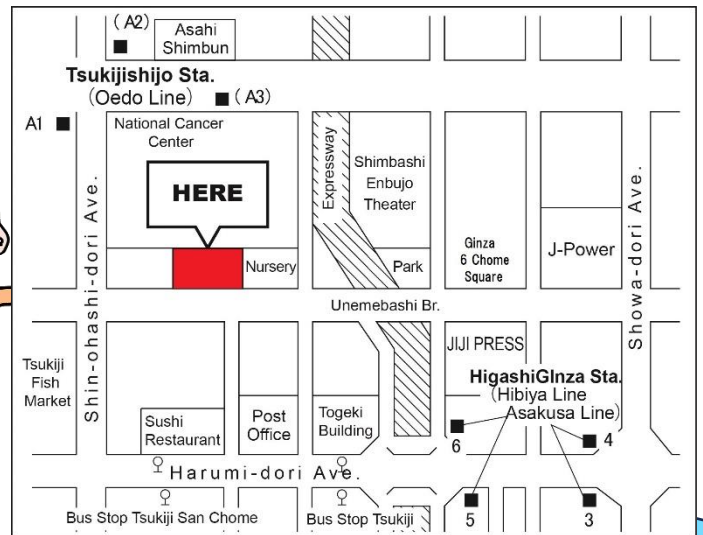 (A2)
Asahi
Shimbun
Tsukijishijo Sta.
(Oedo Line)
(A3)
A1
National Cancer
Center
HERE
Nursery
Shin-ohashi-dori Ave.
Expressway
Shimbashi
Enbujo
Theater
Park
Ginza
6 Chome
Square
J-Power
Showa-dori Ave.
Unemebashi Br.
Tsukiji
Fish
Market
JIJI PRESS
HigashiGInza Sta.
(Hibiya Line
Asakusa Line)
Sushi
Restaurant
Post
Office
Togeki
Building
6
4
Harumi-dori Ave.
Bus Stop Tsukiji San Chome
Bus Stop Tsukiji
5
3